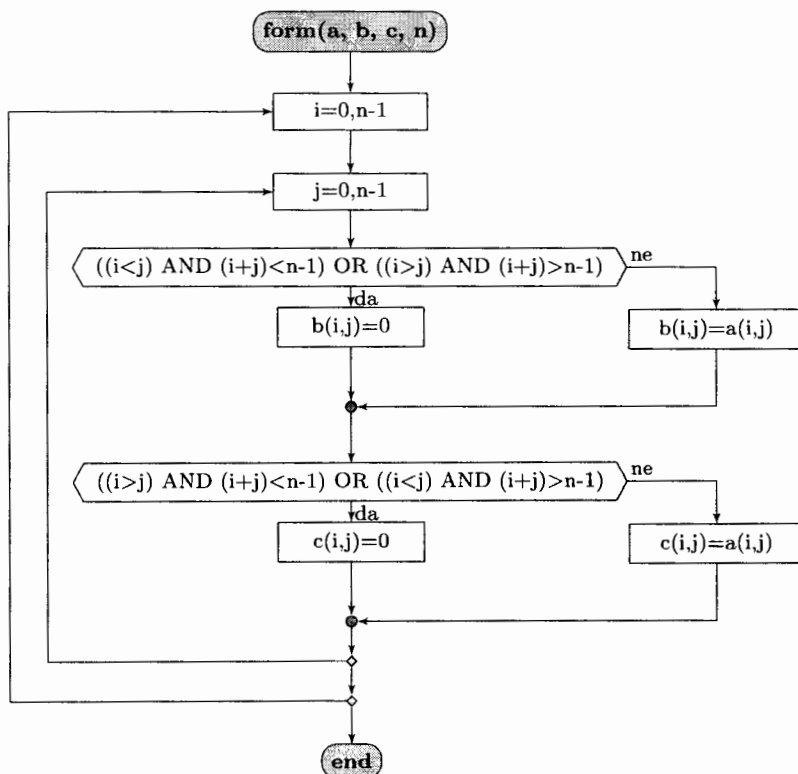 form(a, b, c, n)
i=0,n-1
j=0,n-1
((i<j) AND (i+j)<n-1) OR ((i>j) AND (i+j)>n-1)
ne
da
b(i,j)=0
b(i,j)=a(i,j)
((i>j) AND (i+j)<n-1) OR ((i<j) AND (i+j)>n-1)
ne
da
c(i,j)=0
c(i,j)=a(i,j)
end